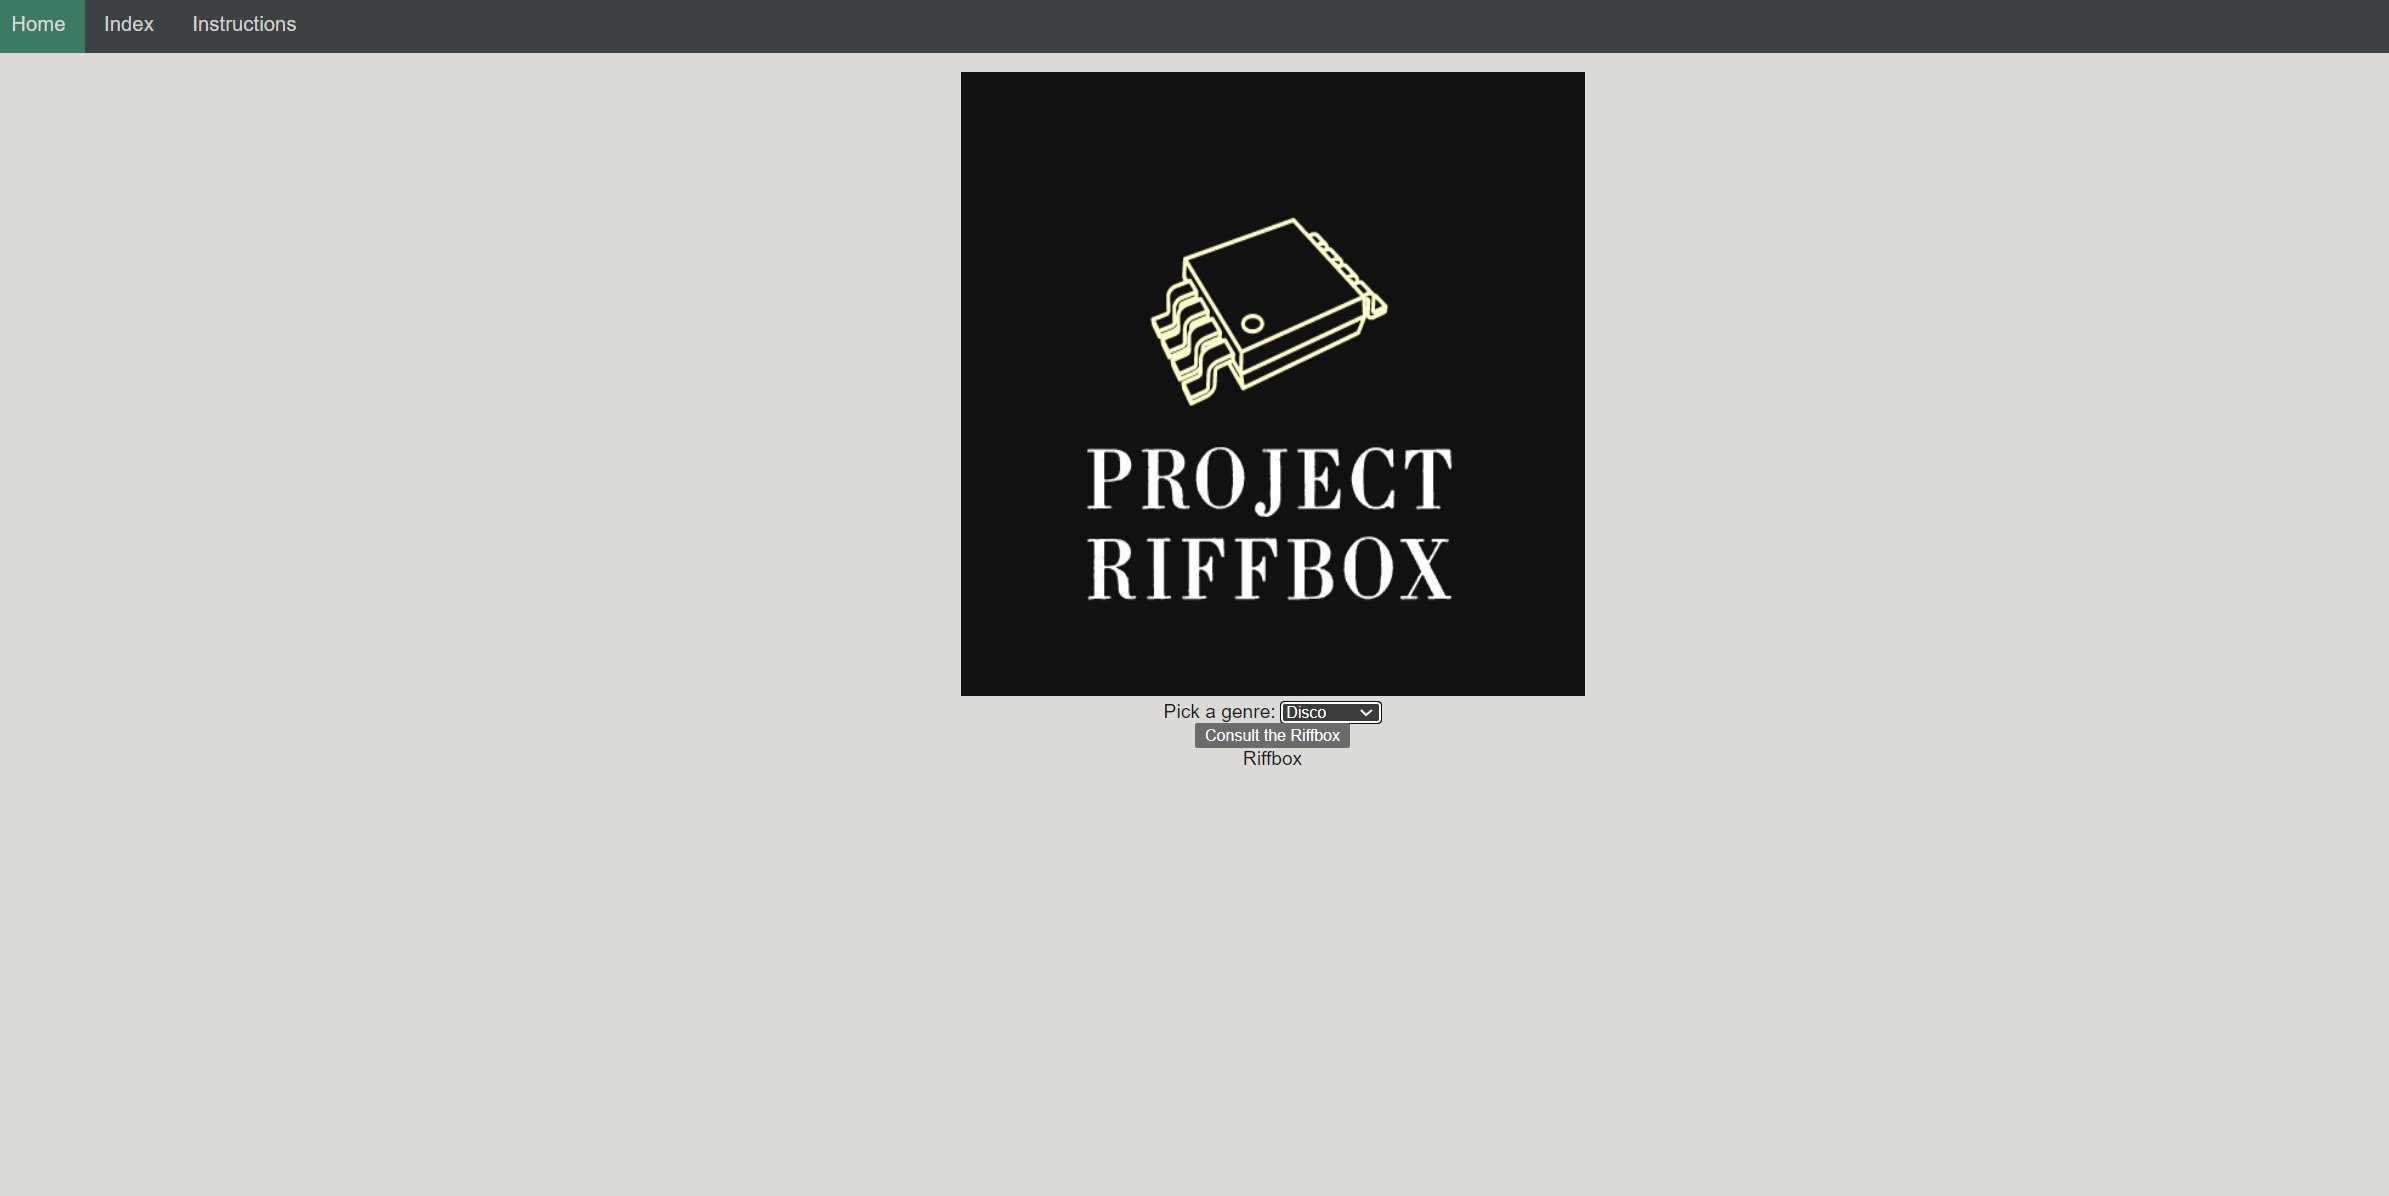 Home Index Instructions
PROJECT
RIFFBOX
Pick a genre: Disco
Consult the Riffbox
Riffbox